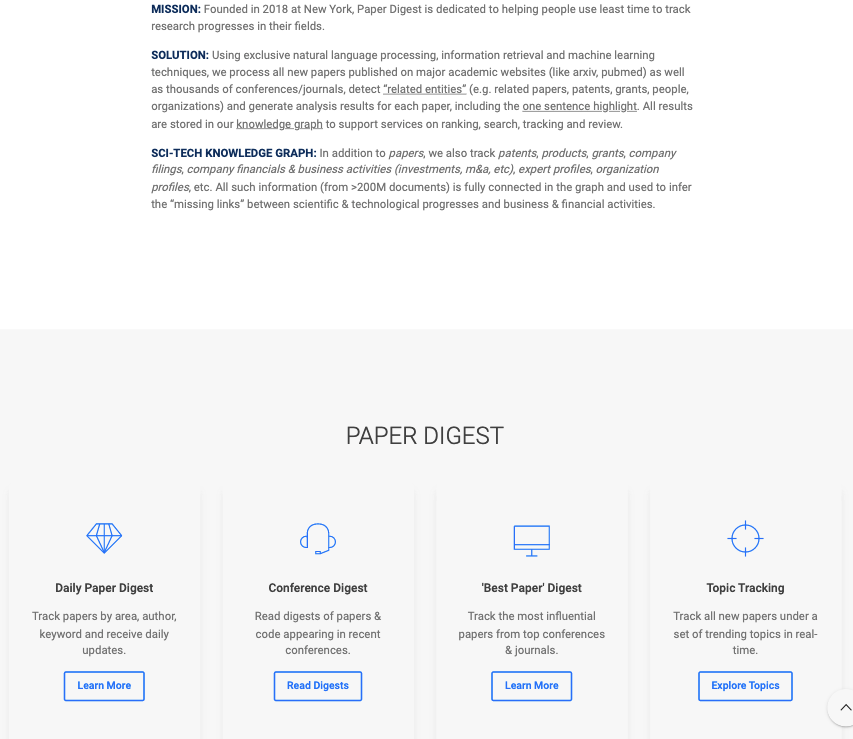 MISSION: Founded in 2018 at New York, Paper Digest is dedicated to helping people use least time to track
research progresses in their fields.
SOLUTION: Using exclusive natural language processing, information retrieval and machine learning
techniques, we process all new papers published on major academic websites (like arxiv, pubmed) as well
as thousands of conferences/journals, detect “related entities” (e.g. related papers, patents, grants, people,
organizations) and generate analysis results for each paper, including the one sentence highlight. All results
are stored in our knowledge graph to support services on ranking, search, tracking and review.
SCI-TECH KNOWLEDGE GRAPH: In addition to papers, we also track patents, products, grants, company
filings, company financials & business activities (investments, m&a, etc), expert profiles, organization
profiles, etc. All such information (from >200M documents) is fully connected in the graph and used to infer
the “missing links” between scientific & technological progresses and business & financial activities.
PAPER DIGEST
Daily Paper Digest
Track papers by area, author,
keyword and receive daily
updates.
Learn More
Conference Digest
Read digests of papers &
code appearing in recent
conferences.
Read Digests
'Best Paper' Digest
Track the most influential
papers from top conferences
& journals.
Learn More
Topic Tracking
Track all new papers under a
set of trending topics in real-
time.
Explore Topics